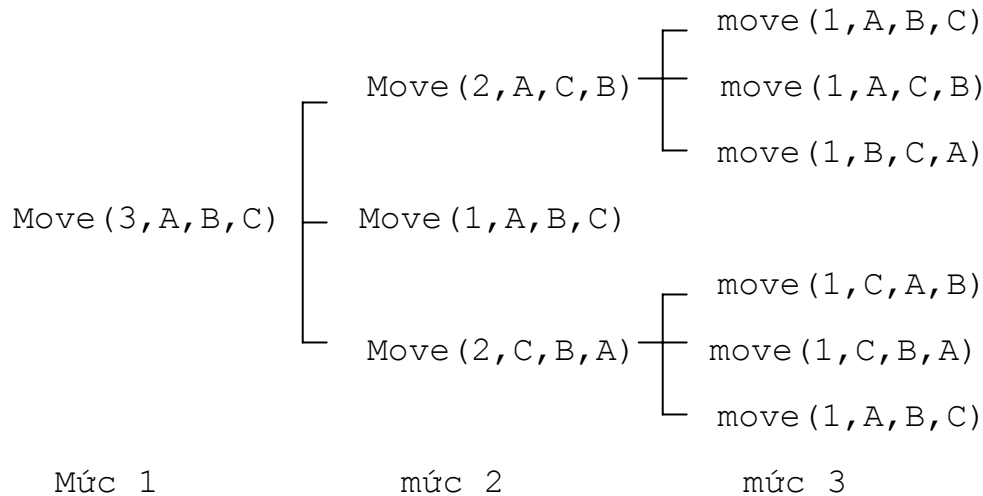 move(1,A,B,C)
Move(2,A,C,B) move(1,A,C,B)
move(1,B,C,A)
Move(3,A,B,C) Move(1,A,B,C)
move(1,C,A,B)
Move(2,C,B,A) move(1,C,B,A)
move(1,A,B,C)
Mức 1 mức 2 mức 3